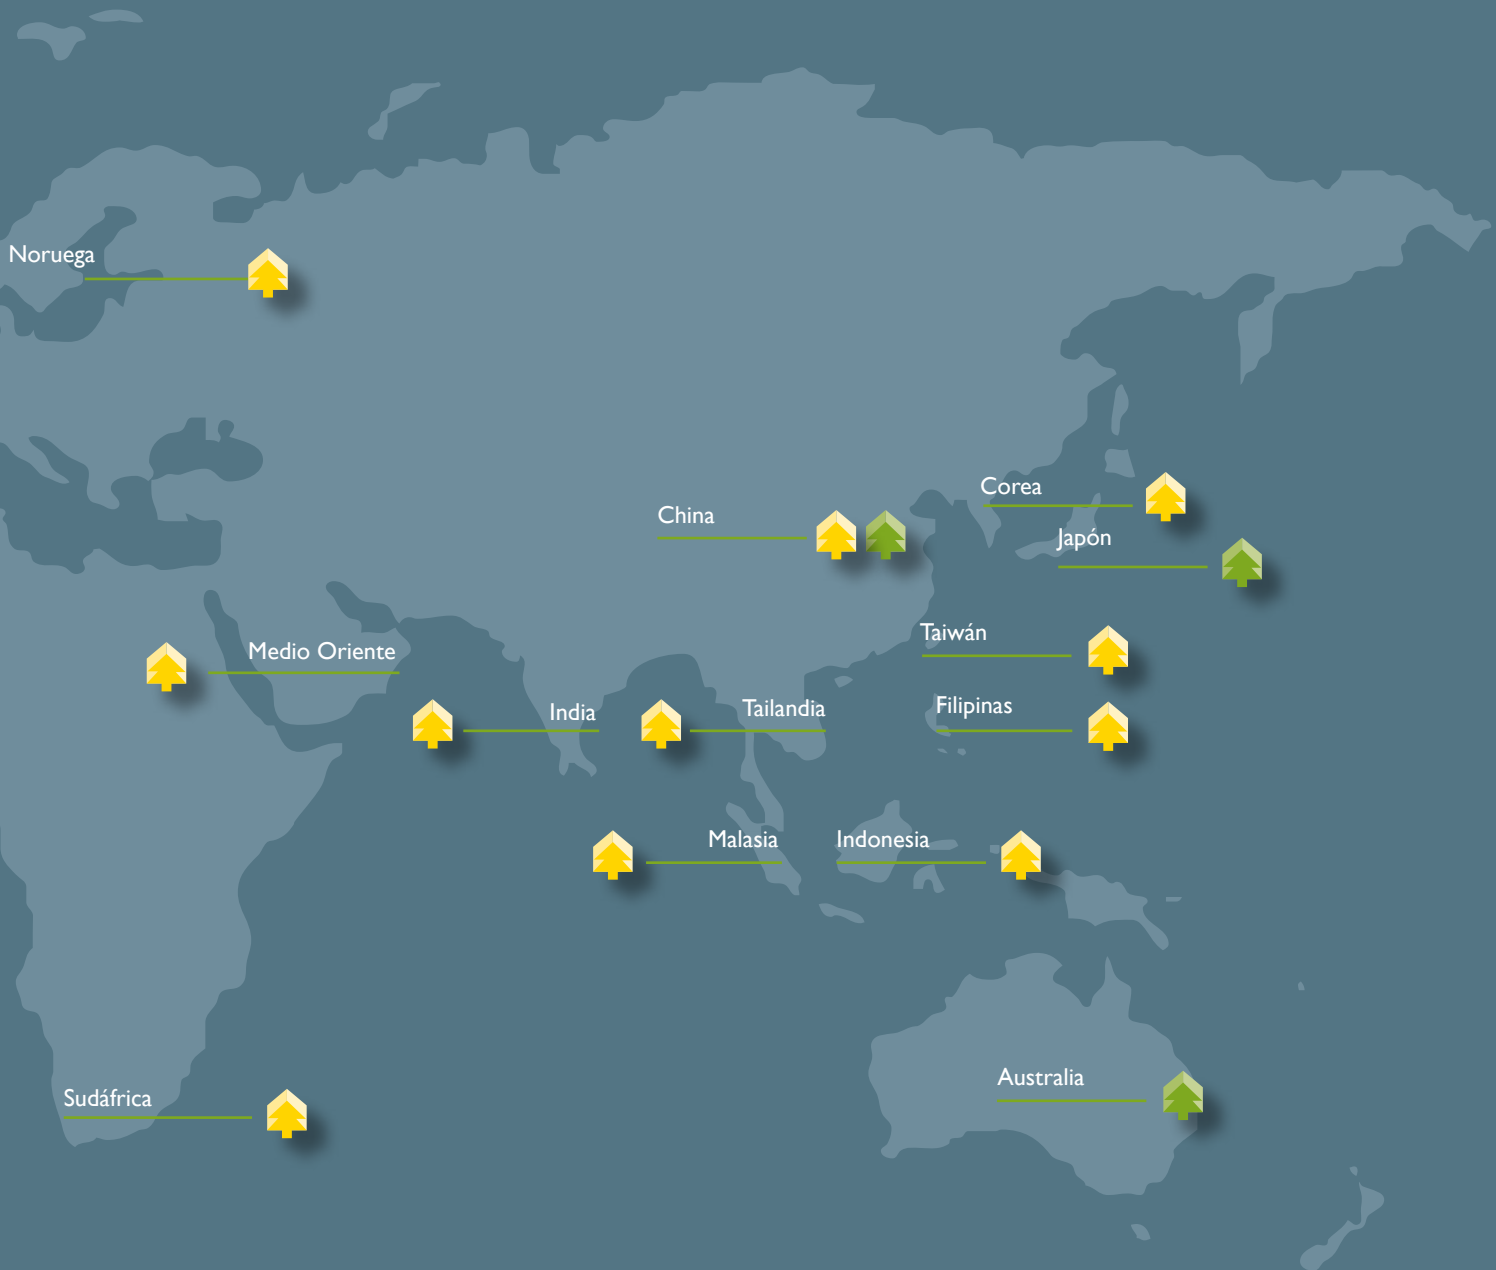 Noruega
Corea
China
Japón
Taiwán
Medio Oriente
India
Tailandia
Filipinas
Malasia
Indonesia
Australia
Sudáfrica